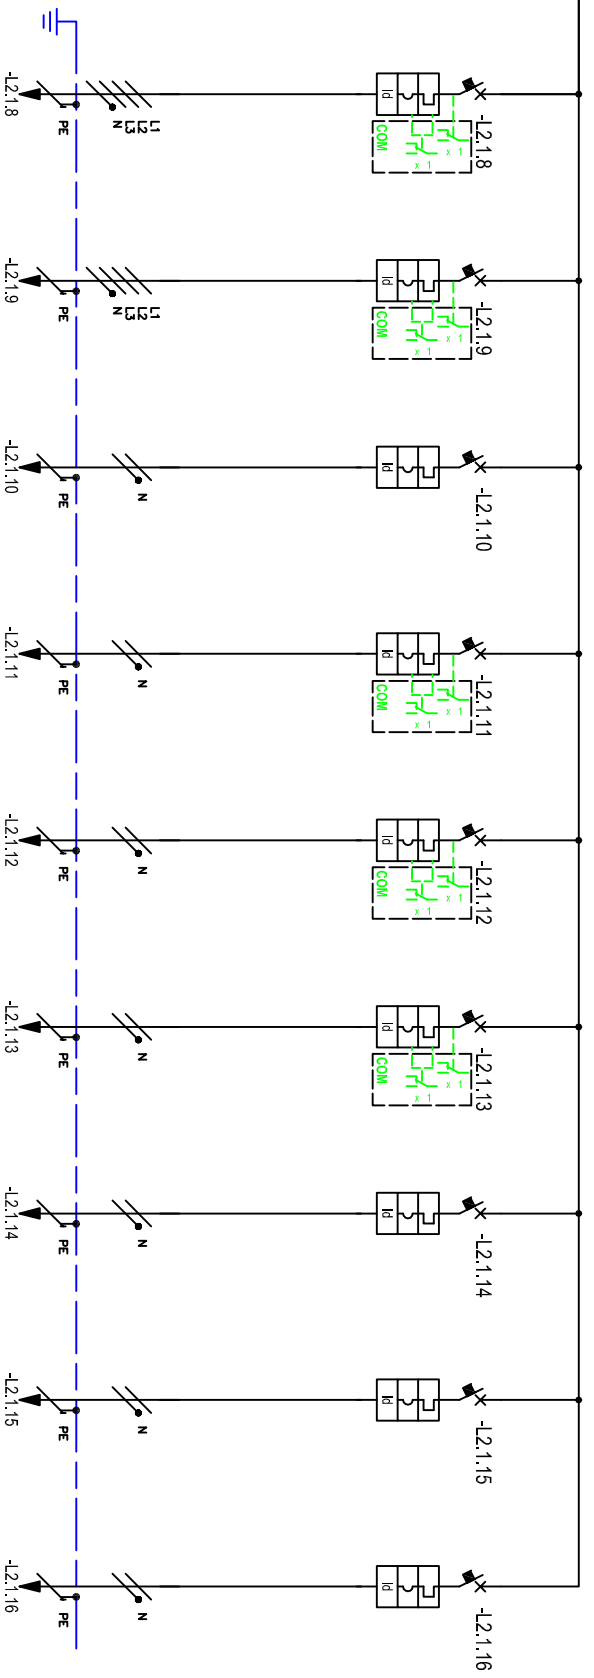 -L2.1.8
Id
COM
x 1
x 1
L1
L2
L3
N
PE
-L2.1.8
-L2.1.9
Id
COM
x 1
x 1
L1
L2
L3
N
PE
-L2.1.9
-L2.1.10
Id
N
PE
-L2.1.10
-L2.1.11
Id
COM
x 1
x 1
N
PE
-L2.1.11
-L2.1.12
Id
COM
x 1
x 1
N
PE
-L2.1.12
-L2.1.13
Id
COM
x 1
x 1
N
PE
-L2.1.13
-L2.1.14
Id
N
PE
-L2.1.14
-L2.1.15
Id
N
PE
-L2.1.15
-L2.1.16
Id
N
PE
-L2.1.16